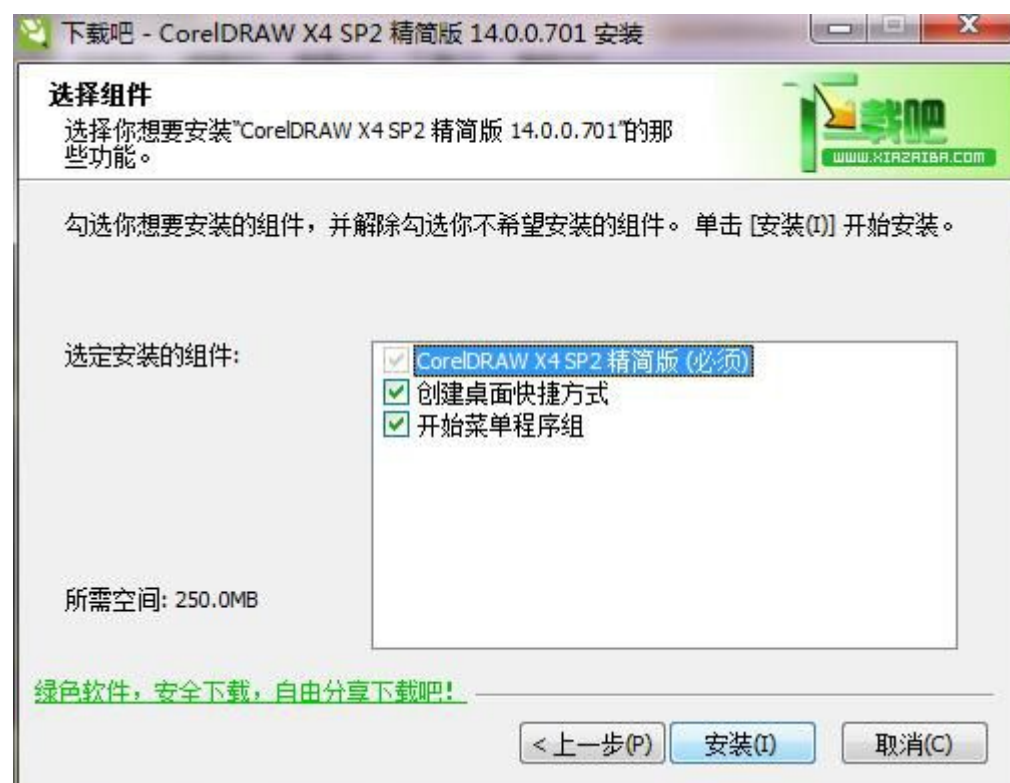 下载吧 - CorelDRAW X4 SP2 精简版 14.0.0.701 安装
选择组件
选择你想要安装"CorelDRAW X4 SP2 精简版 14.0.0.701"的那
些功能。
下载吧
WWW.XIAZAIBA.COM
勾选你想要安装的组件，并解除勾选你不希望安装的组件。 单击 [安装(I)] 开始安装。
选定安装的组件:
CorelDRAW X4 SP2 精简版 (必须)
创建桌面快捷方式
开始菜单程序组
所需空间: 250.0MB
绿色软件，安全下载，自由分享下载吧！
< 上一步(P)
安装(I)
取消(C)